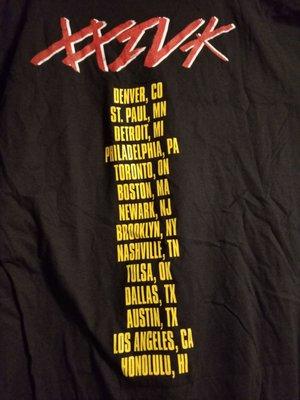 XXIVK
DENVER, CO
ST. PAUL, MN
DETROIT, MI
PHILADELPHIA, PA
TORONTO, ON
BOSTON, MA
NEWARK, NJ
BROOKLYN, NY
NASHVILLE, TN
TULSA, OK
DALLAS, TX
AUSTIN, TX
LOS ANGELES, CA
HONOLULU, HI